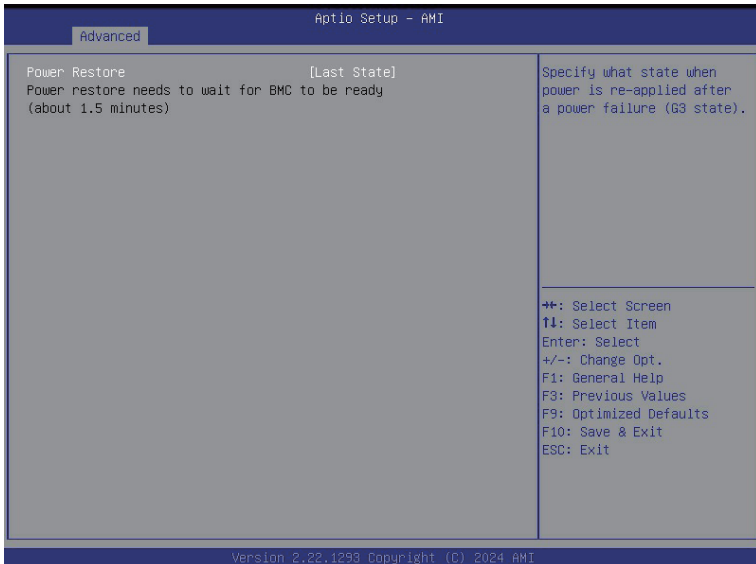 Aptio Setup - AMI
Advanced
Power Restore [Last State]
Power restore needs to wait for BMC to be ready
(about 1.5 minutes)
Specify what state when
power is re-applied after
a power failure (G3 state).
→←: Select Screen
↑↓: Select Item
Enter: Select
+/-: Change Opt.
F1: General Help
F3: Previous Values
F9: Optimized Defaults
F10: Save & Exit
ESC: Exit
Version 2.22.1293 Copyright (C) 2024 AMI